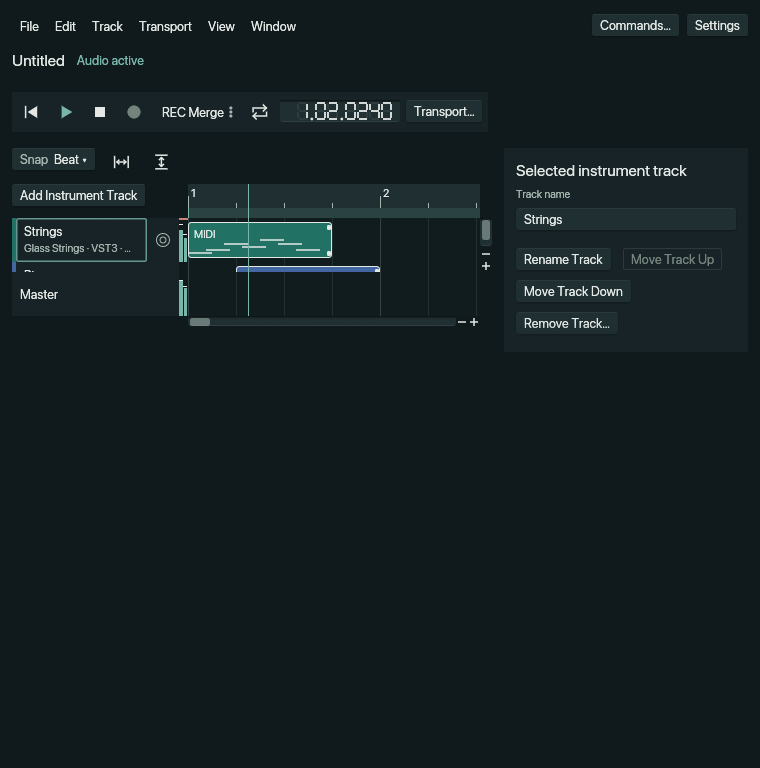 File Edit Track Transport View Window Commands... Settings
Untitled Audio active
REC Merge 1.02.0240 Transport...
Snap Beat
Selected instrument track
Add Instrument Track 1 2
Track name
Strings MIDI Strings
Glass Strings · VST3 · ...
Rename Track Move Track Up
Master Move Track Down
Remove Track...